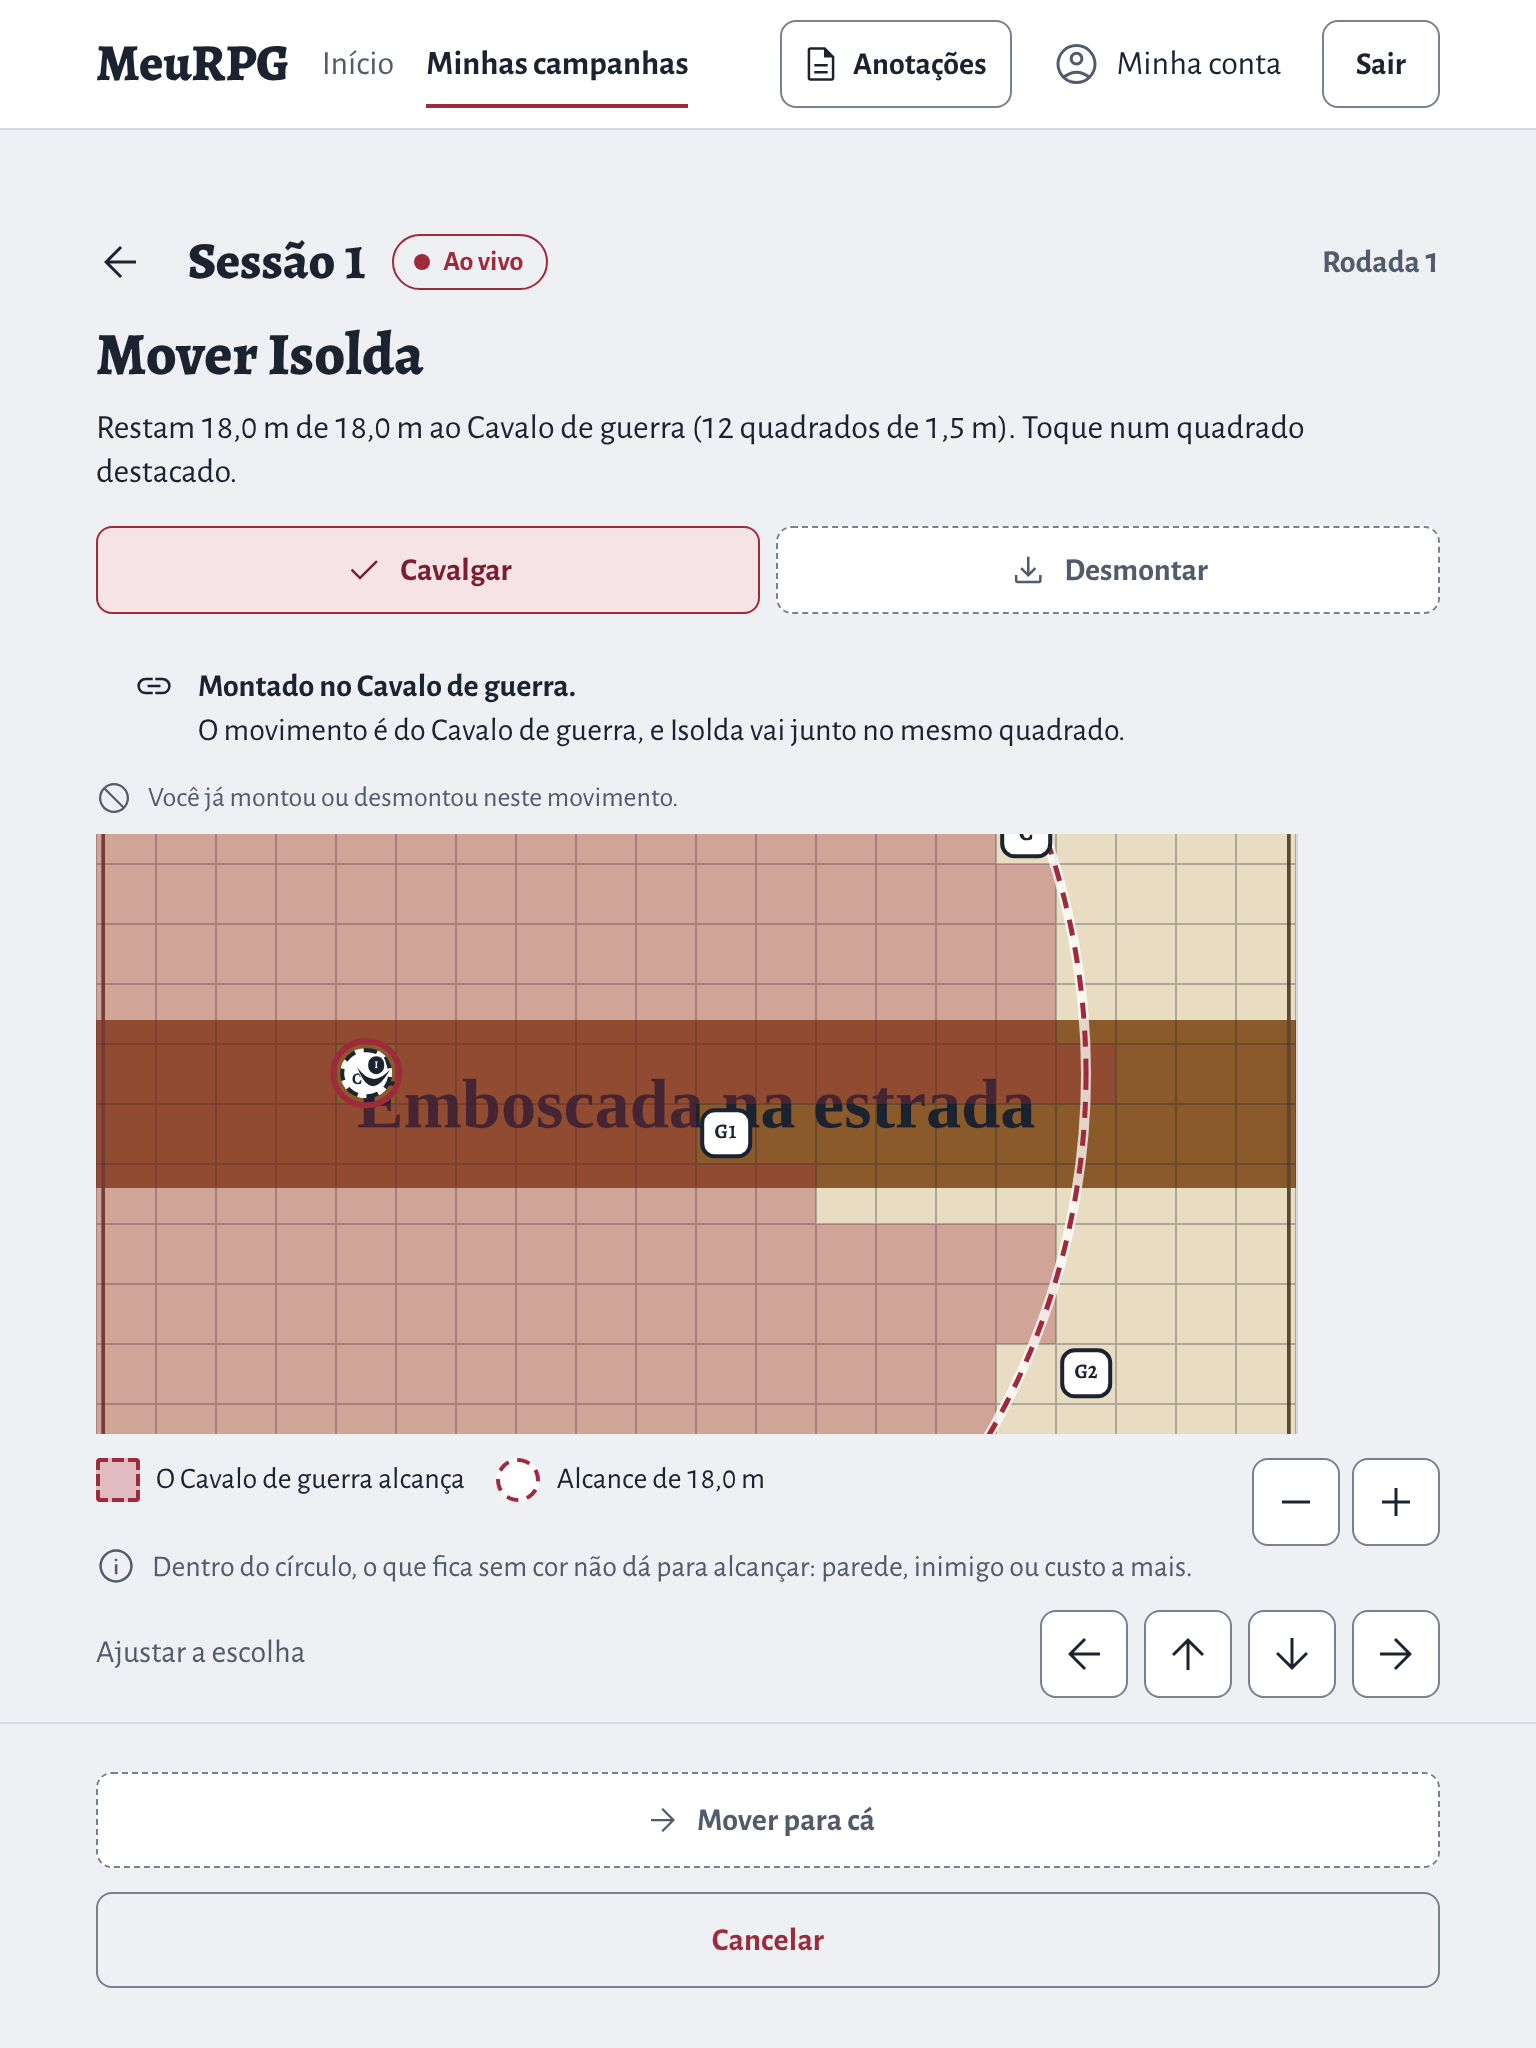 MeuRPG Início Minhas campanhas Anotações Minha conta Sair
Sessão 1 Ao vivo Rodada 1
Mover Isolda
Restam 18,0 m de 18,0 m ao Cavalo de guerra (12 quadrados de 1,5 m). Toque num quadrado
destacado.
Cavalgar Desmontar
Montado no Cavalo de guerra.
O movimento é do Cavalo de guerra, e Isolda vai junto no mesmo quadrado.
Você já montou ou desmontou neste movimento.
C I
Emboscada na estrada
G1
G2
O Cavalo de guerra alcança Alcance de 18,0 m
Dentro do círculo, o que fica sem cor não dá para alcançar: parede, inimigo ou custo a mais.
Ajustar a escolha
Mover para cá
Cancelar